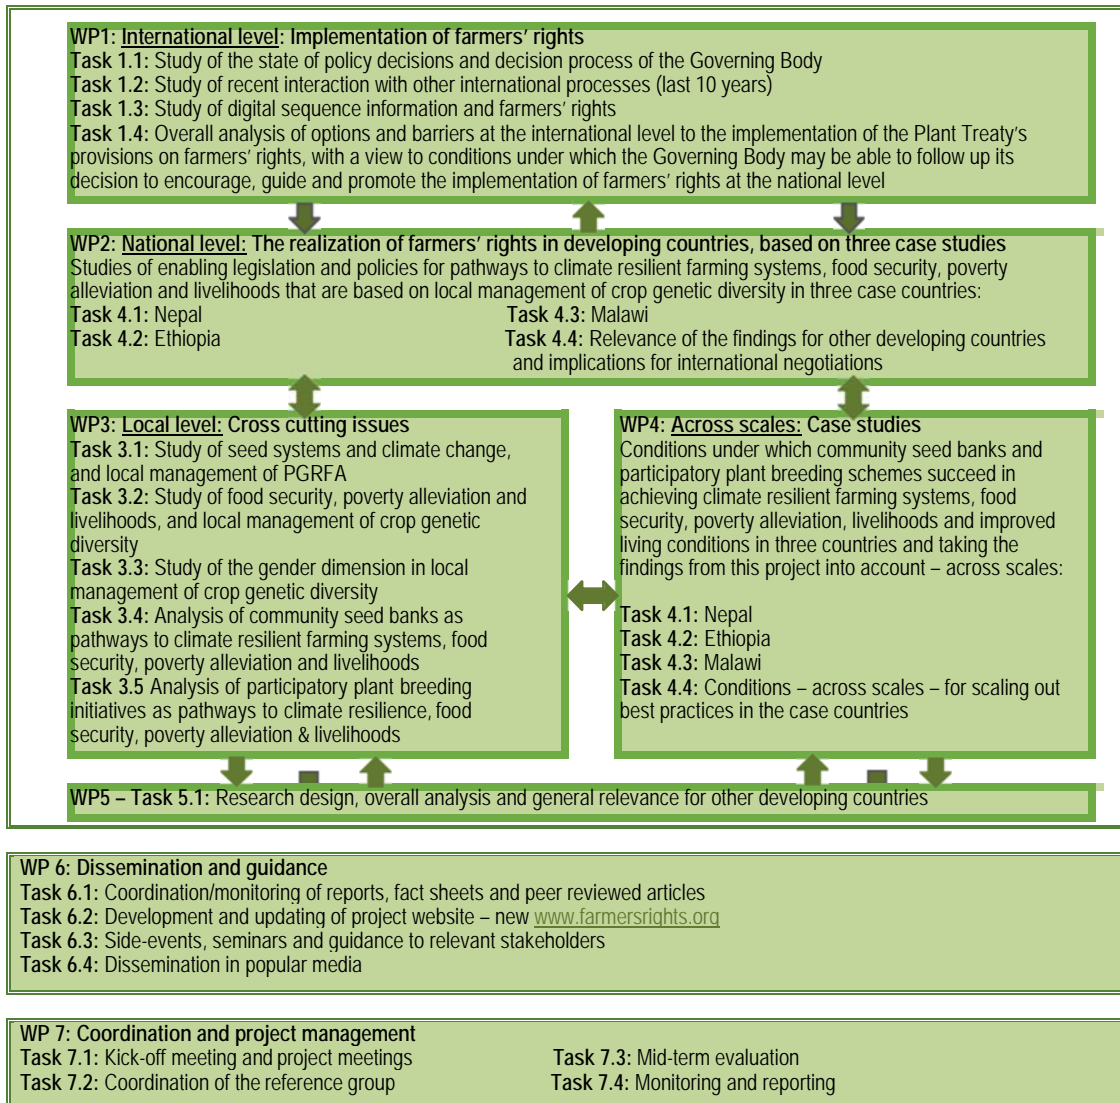 WP1: International level: Implementation of farmers' rights
Task 1.1: Study of the state of policy decisions and decision process of the Governing Body
Task 1.2: Study of recent interaction with other international processes (last 10 years)
Task 1.3: Study of digital sequence information and farmers' rights
Task 1.4: Overall analysis of options and barriers at the international level to the implementation of the Plant Treaty's
provisions on farmers' rights, with a view to conditions under which the Governing Body may be able to follow up its
decision to encourage, guide and promote the implementation of farmers' rights at the national level
WP2: National level: The realization of farmers' rights in developing countries, based on three case studies
Studies of enabling legislation and policies for pathways to climate resilient farming systems, food security, poverty
alleviation and livelihoods that are based on local management of crop genetic diversity in three case countries:
Task 4.1: Nepal
Task 4.2: Ethiopia
Task 4.3: Malawi
Task 4.4: Relevance of the findings for other developing countries
and implications for international negotiations
WP3: Local level: Cross cutting issues
Task 3.1: Study of seed systems and climate change,
and local management of PGRFA
Task 3.2: Study of food security, poverty alleviation and
livelihoods, and local management of crop genetic
diversity
Task 3.3: Study of the gender dimension in local
management of crop genetic diversity
Task 3.4: Analysis of community seed banks as
pathways to climate resilient farming systems, food
security, poverty alleviation and livelihoods
Task 3.5 Analysis of participatory plant breeding
initiatives as pathways to climate resilience, food
security, poverty alleviation & livelihoods
WP4: Across scales: Case studies
Conditions under which community seed banks and
participatory plant breeding schemes succeed in
achieving climate resilient farming systems, food
security, poverty alleviation, livelihoods and improved
living conditions in three countries and taking the
findings from this project into account – across scales:
Task 4.1: Nepal
Task 4.2: Ethiopia
Task 4.3: Malawi
Task 4.4: Conditions – across scales – for scaling out
best practices in the case countries
WP5 – Task 5.1: Research design, overall analysis and general relevance for other developing countries
WP 6: Dissemination and guidance
Task 6.1: Coordination/monitoring of reports, fact sheets and peer reviewed articles
Task 6.2: Development and updating of project website – new www.farmersrights.org
Task 6.3: Side-events, seminars and guidance to relevant stakeholders
Task 6.4: Dissemination in popular media
WP 7: Coordination and project management
Task 7.1: Kick-off meeting and project meetings
Task 7.2: Coordination of the reference group
Task 7.3: Mid-term evaluation
Task 7.4: Monitoring and reporting